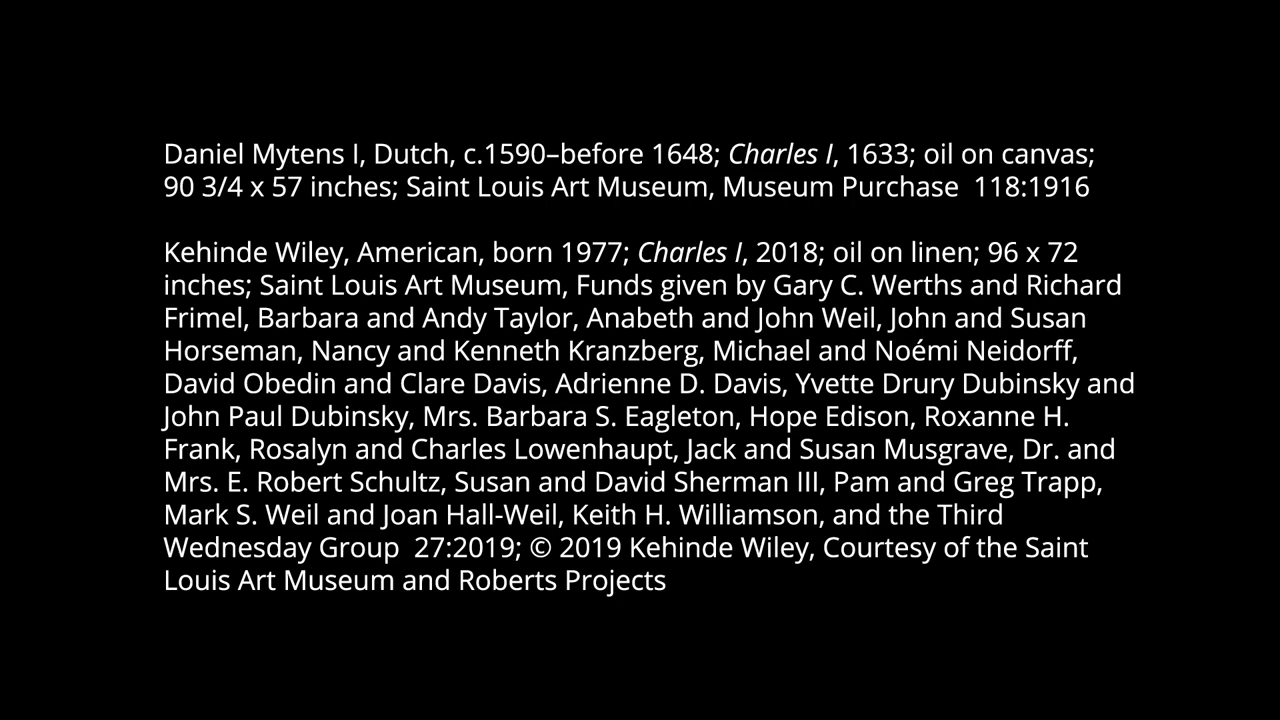 Daniel Mytens I, Dutch, c.1590–before 1648; Charles I, 1633; oil on canvas;
90 3/4 x 57 inches; Saint Louis Art Museum, Museum Purchase  118:1916
Kehinde Wiley, American, born 1977; Charles I, 2018; oil on linen; 96 x 72
inches; Saint Louis Art Museum, Funds given by Gary C. Werths and Richard
Frimel, Barbara and Andy Taylor, Anabeth and John Weil, John and Susan
Horseman, Nancy and Kenneth Kranzberg, Michael and Noémi Neidorff,
David Obedin and Clare Davis, Adrienne D. Davis, Yvette Drury Dubinsky and
John Paul Dubinsky, Mrs. Barbara S. Eagleton, Hope Edison, Roxanne H.
Frank, Rosalyn and Charles Lowenhaupt, Jack and Susan Musgrave, Dr. and
Mrs. E. Robert Schultz, Susan and David Sherman III, Pam and Greg Trapp,
Mark S. Weil and Joan Hall-Weil, Keith H. Williamson, and the Third
Wednesday Group  27:2019; © 2019 Kehinde Wiley, Courtesy of the Saint
Louis Art Museum and Roberts Projects